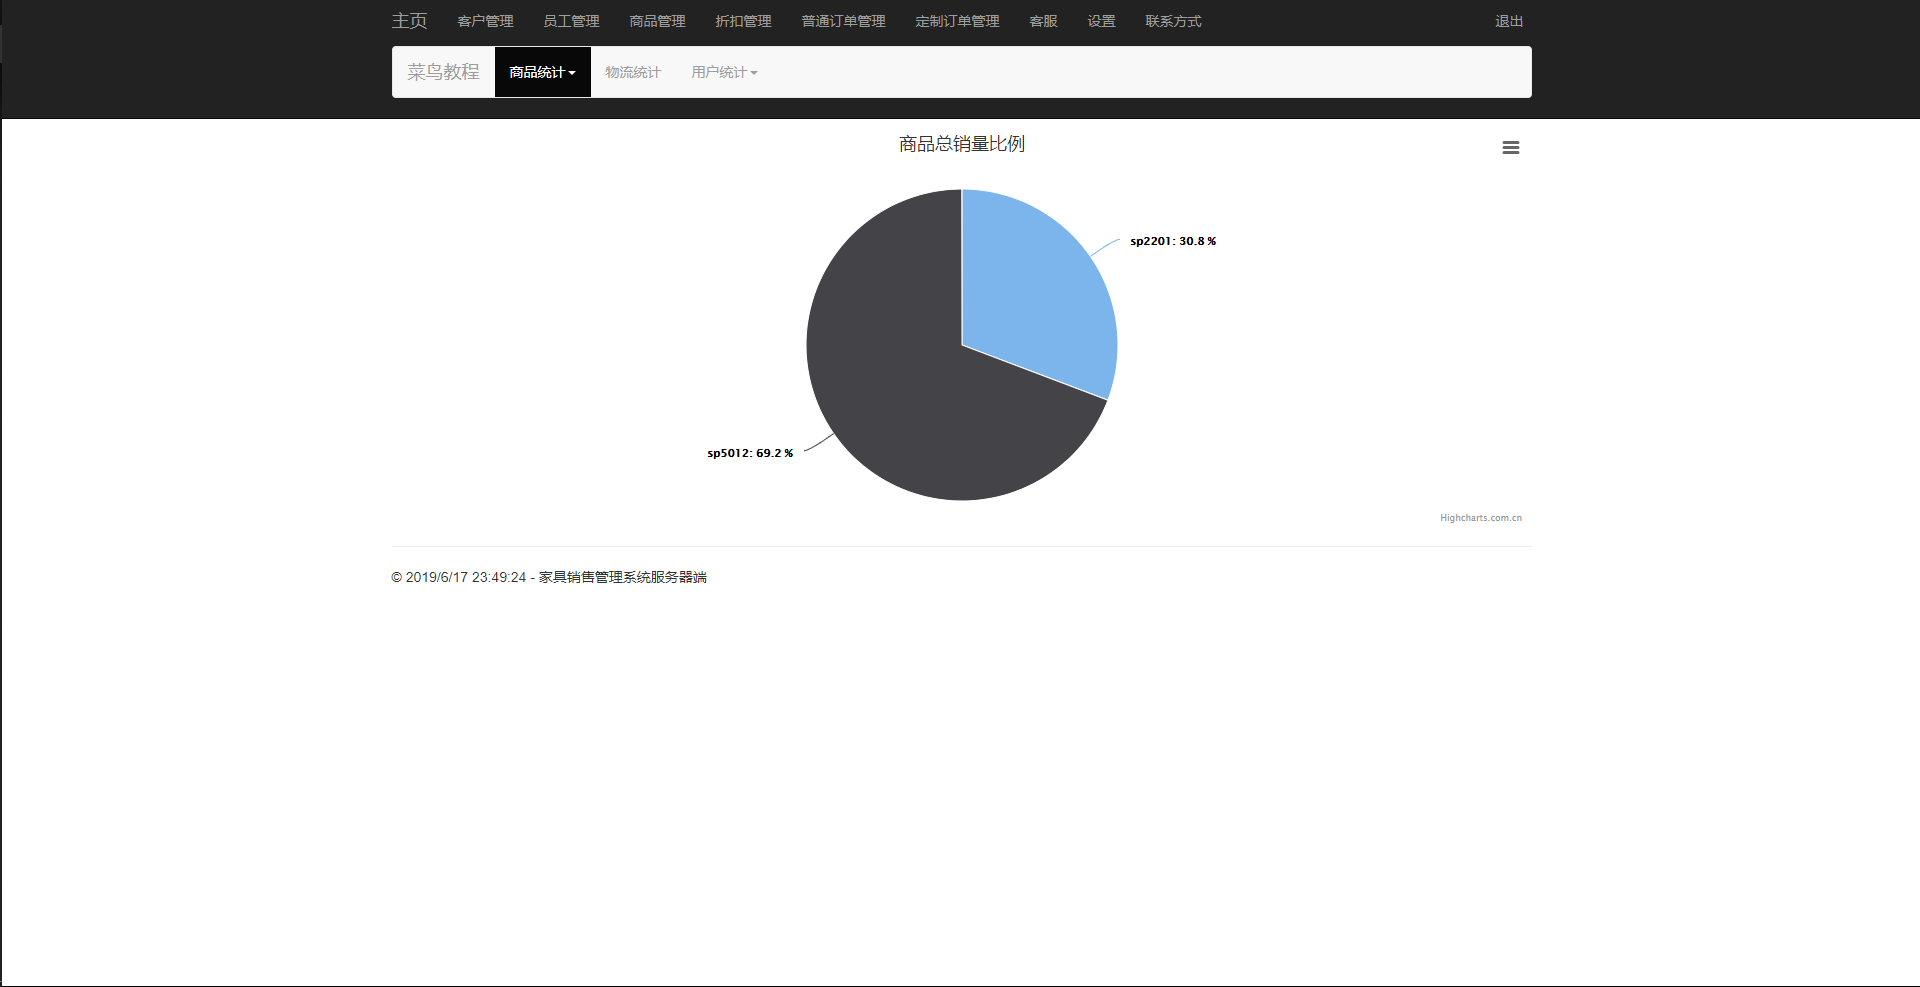 主页 客户管理 员工管理 商品管理 折扣管理 普通订单管理 定制订单管理 客服 设置 联系方式 退出
菜鸟教程 商品统计 物流统计 用户统计
商品总销量比例
sp2201: 30.8 %
sp5012: 69.2 %
Highcharts.com.cn
© 2019/6/17 23:49:24 - 家具销售管理系统服务器端